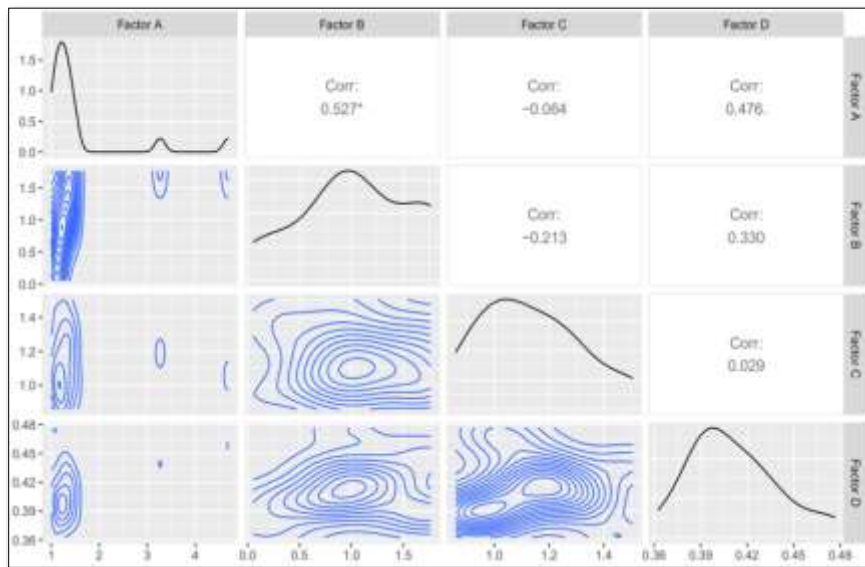 Factor A Factor B Factor C Factor D
1.5
1.0
0.5
0.0
Corr:
0.527*
Corr:
-0.064
Corr:
0.476.
Factor A
1.5
1.0
0.5
0.0
Corr:
-0.213
Corr:
0.330
Factor B
1.4
1.2
1.0
Corr:
0.029
Factor C
0.48
0.45
0.42
0.39
0.36
Factor D
1 2 3 4 0.0 0.5 1.0 1.5 1.0 1.2 1.4 0.36 0.39 0.42 0.45 0.48